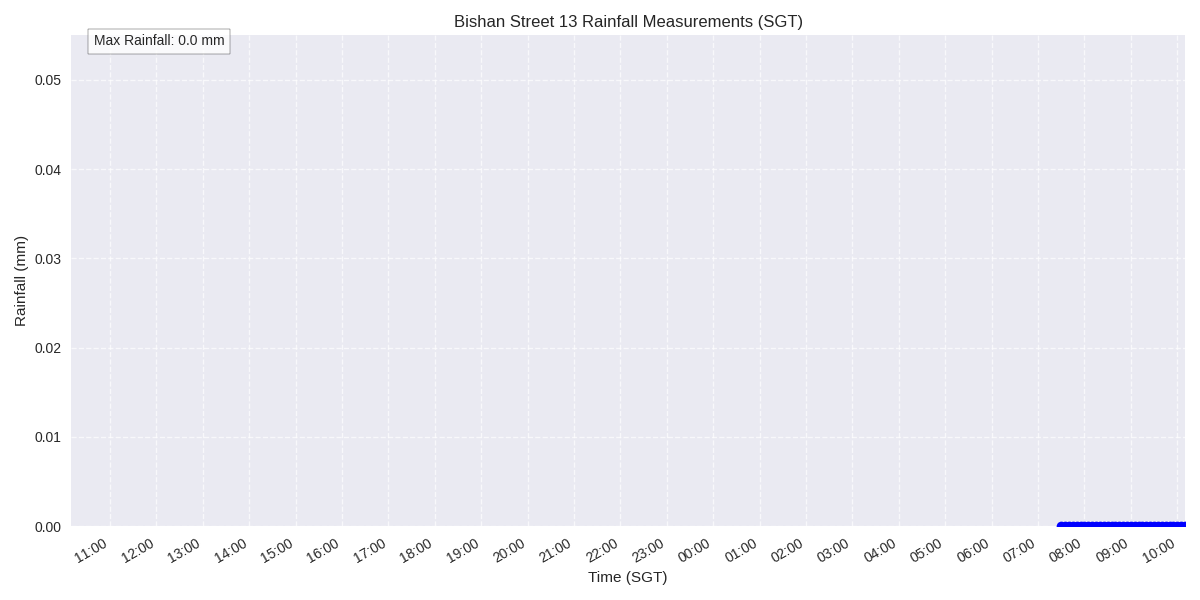 Bishan Street 13 Rainfall Measurements (SGT)
Max Rainfall: 0.0 mm
0.05
0.04
0.03
0.02
0.01
0.00
Rainfall (mm)
11:00 12:00 13:00 14:00 15:00 16:00 17:00 18:00 19:00 20:00 21:00 22:00 23:00 00:00 01:00 02:00 03:00 04:00 05:00 06:00 07:00 08:00 09:00 10:00
Time (SGT)